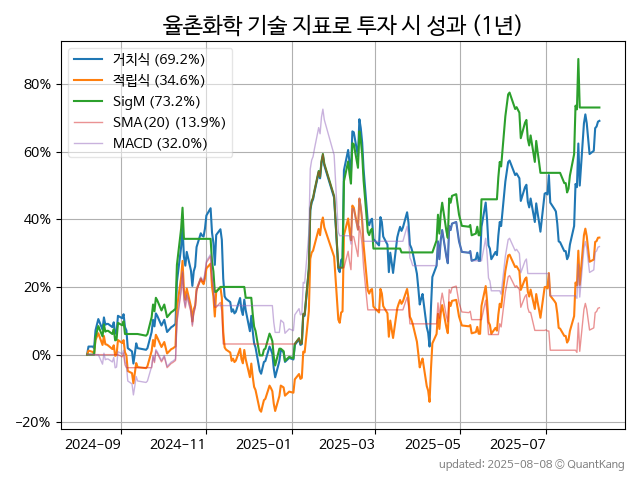 율촌화학 기술 지표로 투자 시 성과 (1년)
거치식 (69.2%)
적립식 (34.6%)
SigM (73.2%)
SMA(20) (13.9%)
MACD (32.0%)
80%
60%
40%
20%
0%
−20%
2024-09 2024-11 2025-01 2025-03 2025-05 2025-07
updated: 2025-08-08 © QuantKang